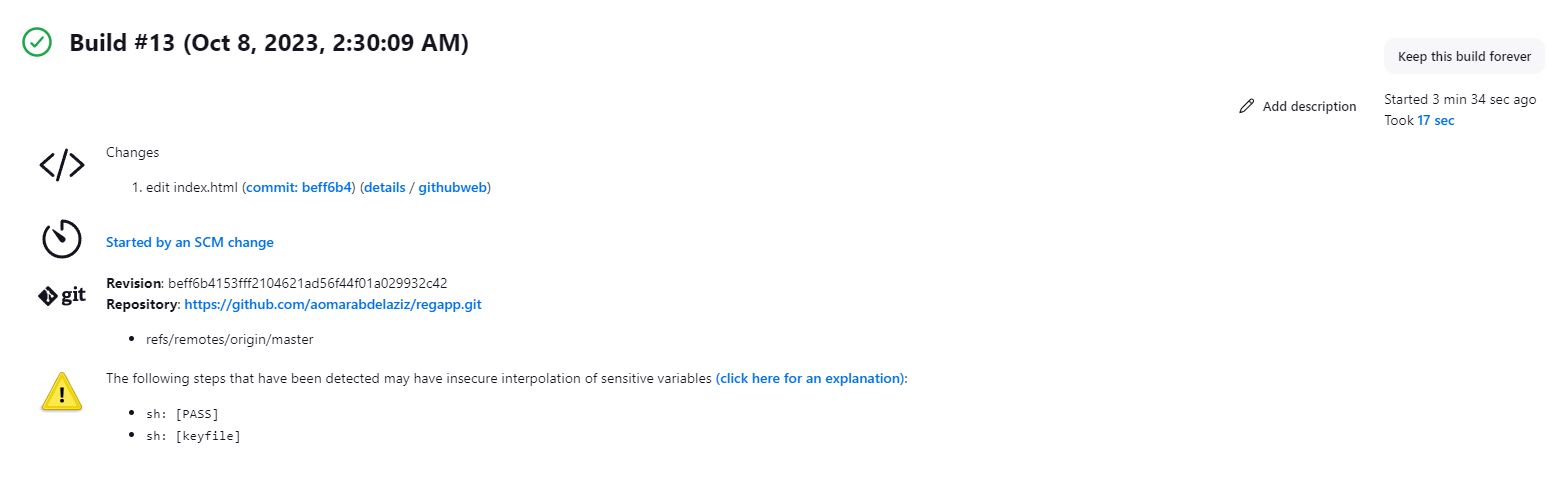 Build #13 (Oct 8, 2023, 2:30:09 AM)
Keep this build forever
Add description
Started 3 min 34 sec ago
Took 17 sec
Changes
1. edit index.html (commit: beff6b4) (details / githubweb)
Started by an SCM change
git
Revision: beff6b4153fff2104621ad56f44f01a029932c42
Repository: https://github.com/aomarabdelaziz/regapp.git
• refs/remotes/origin/master
The following steps that have been detected may have insecure interpolation of sensitive variables (click here for an explanation):
• sh: [PASS]
• sh: [keyfile]